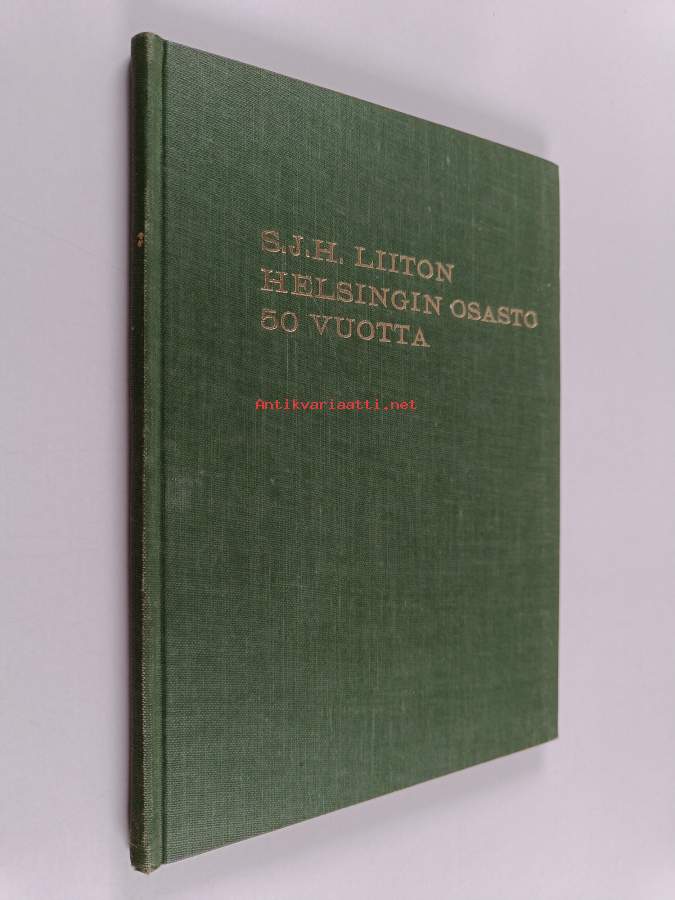 S.J.H. LIITON
HELSINGIN OSASTO
50 VUOTTA
Antikvariaatti.net